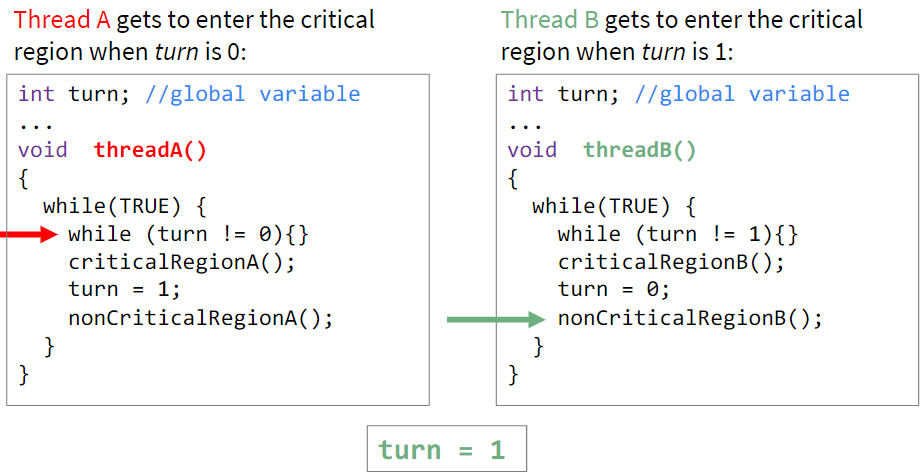 Thread A gets to enter the critical
region when turn is 0:
int turn; //global variable
...
void threadA()
{
while(TRUE) {
while (turn != 0){}
criticalRegionA();
turn = 1;
nonCriticalRegionA();
}
}
Thread B gets to enter the critical
region when turn is 1:
int turn; //global variable
...
void threadB()
{
while(TRUE) {
while (turn != 1){}
criticalRegionB();
turn = 0;
nonCriticalRegionB();
}
}
turn = 1